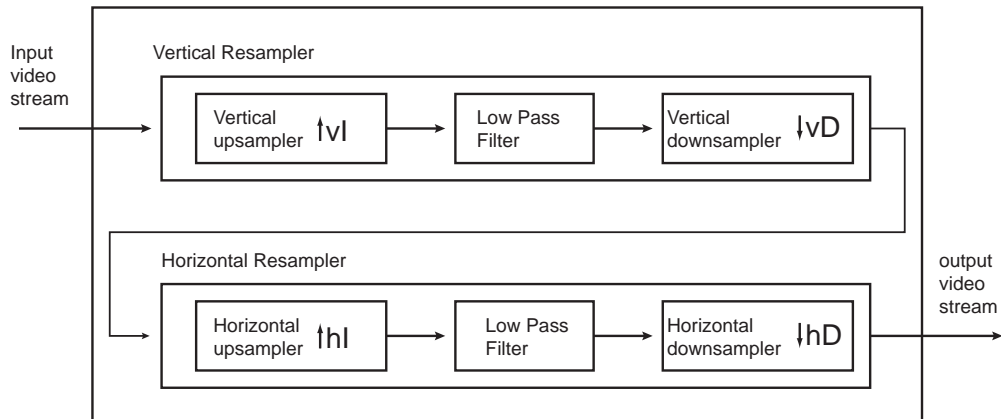 Input
video
stream
Vertical Resampler
Vertical
upsampler ↑vI
Low Pass
Filter
Vertical
downsampler ↓vD
Horizontal Resampler
Horizontal
upsampler ↑hI
Low Pass
Filter
Horizontal
downsampler ↓hD
output
video
stream